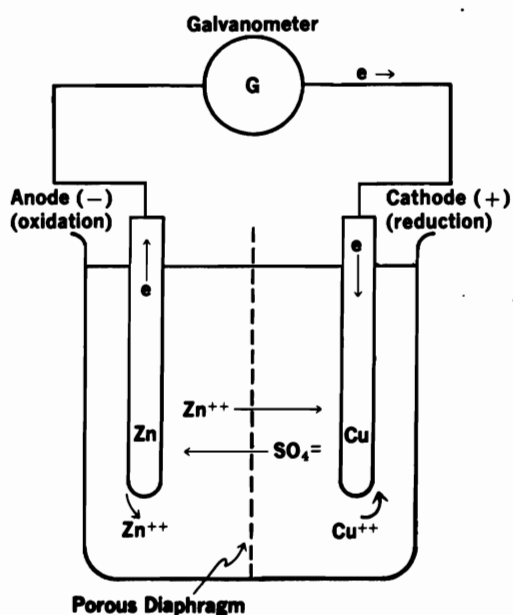 Galvanometer
G
e →
Anode (−)
(oxidation)
Cathode (+)
(reduction)
e
e
Zn++
Zn
Cu
SO4=
Zn++
Cu++
Porous Diaphragm